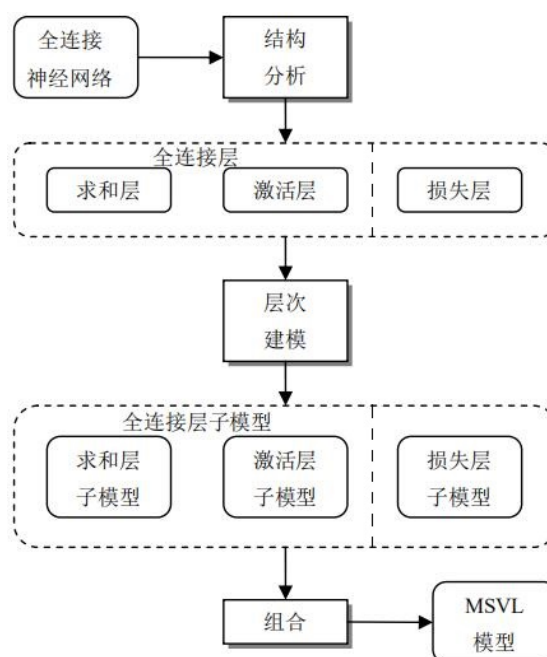 全连接
神经网络
结构
分析
全连接层
求和层
激活层
损失层
层次
建模
全连接层子模型
求和层
子模型
激活层
子模型
损失层
子模型
组合
MSVL
模型